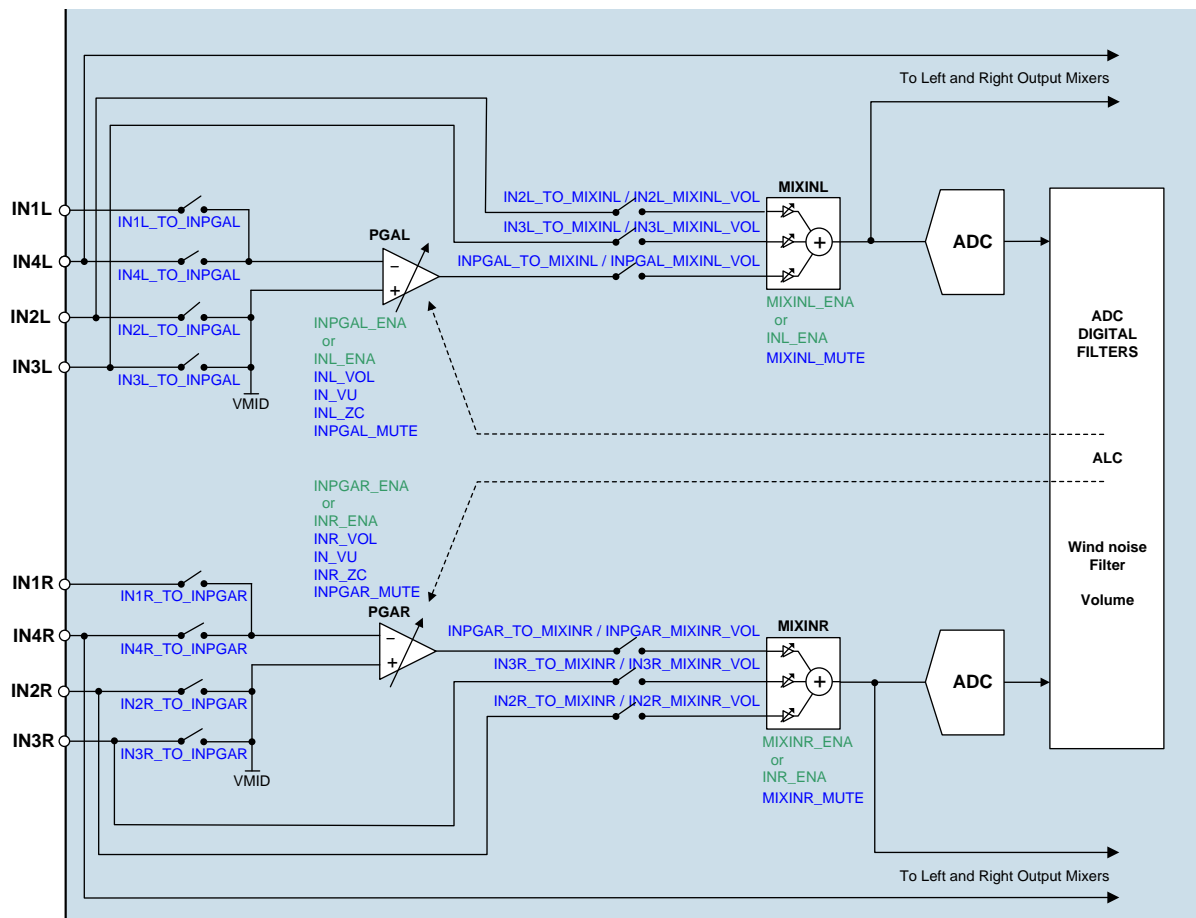 To Left and Right Output Mixers
IN1L
IN1L_TO_INPGAL
IN4L
IN4L_TO_INPGAL
IN2L
IN2L_TO_INPGAL
IN3L
IN3L_TO_INPGAL
VMID
PGAL
−
+
INPGAL_ENA
or
INL_ENA
INL_VOL
IN_VU
INL_ZC
INPGAL_MUTE
IN2L_TO_MIXINL / IN2L_MIXINL_VOL
IN3L_TO_MIXINL / IN3L_MIXINL_VOL
INPGAL_TO_MIXINL / INPGAL_MIXINL_VOL
MIXINL
+
MIXINL_ENA
or
INL_ENA
MIXINL_MUTE
ADC
ADC
DIGITAL
FILTERS
ALC
Wind noise
Filter
Volume
INPGAR_ENA
or
INR_ENA
INR_VOL
IN_VU
INR_ZC
INPGAR_MUTE
PGAR
−
+
IN1R
IN1R_TO_INPGAR
IN4R
IN4R_TO_INPGAR
IN2R
IN2R_TO_INPGAR
IN3R
IN3R_TO_INPGAR
VMID
INPGAR_TO_MIXINR / INPGAR_MIXINR_VOL
IN3R_TO_MIXINR / IN3R_MIXINR_VOL
IN2R_TO_MIXINR / IN2R_MIXINR_VOL
MIXINR
+
MIXINR_ENA
or
INR_ENA
MIXINR_MUTE
ADC
To Left and Right Output Mixers